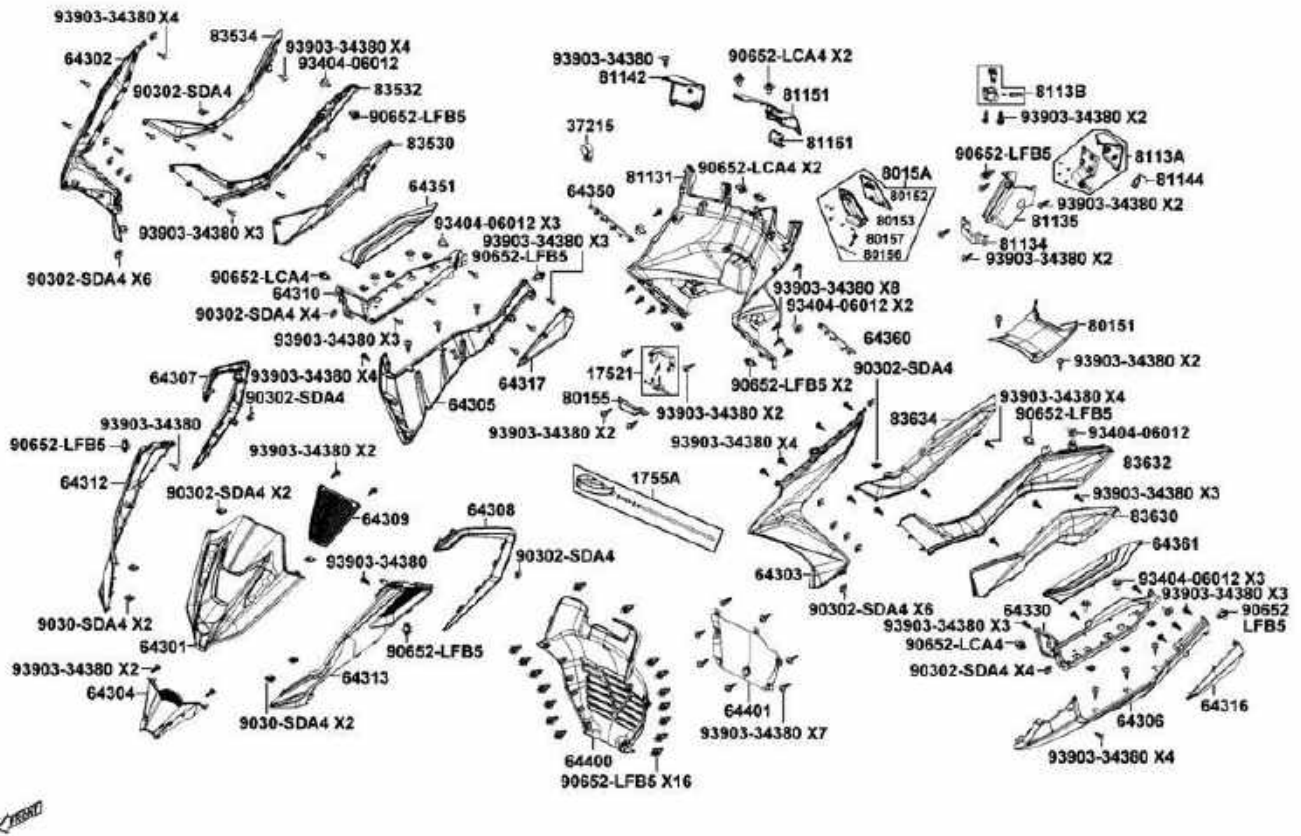 93903-34380 X4
64302
83534
93903-34380 X4
93404-06012
90302-SDA4
83532
90652-LFB5
83530
64351
93404-06012 X3
93903-34380 X3
90652-LFB5
93903-34380 X3
90302-SDA4 X6
90652-LCA4
64310
90302-SDA4 X4
93903-34380 X3
93903-34380
81142
90652-LCA4 X2
81151
81161
37215
90652-LCA4 X2
81131
64350
8015A
80152
80153
80157
80156
8113B
93903-34380 X2
90652-LFB5
8113A
81144
93903-34380 X2
81135
81134
93903-34380 X2
93903-34380 X8
93404-06012 X2
64360
80151
93903-34380 X2
64307
93903-34380 X4
90302-SDA4
64305
64317
17521
80155
93903-34380 X2
93903-34380 X2
90652-LFB5 X2
90302-SDA4
93903-34380
90652-LFB5
64312
93903-34380 X2
90302-SDA4 X2
64309
64308
93903-34380
90302-SDA4
1755A
93903-34380 X4
83634
93903-34380 X4
90652-LFB5
93404-06012
83632
93903-34380 X3
83630
64361
64303
90302-SDA4 X6
93404-06012 X3
93903-34380 X3
64330
93903-34380 X3
90652-LCA4
90302-SDA4 X4
90652
LFB5
64316
64306
93903-34380 X4
9030-SDA4 X2
64301
93903-34380 X2
64304
90652-LFB5
64313
9030-SDA4 X2
64401
93903-34380 X7
64400
90652-LFB5 X16
FRONT